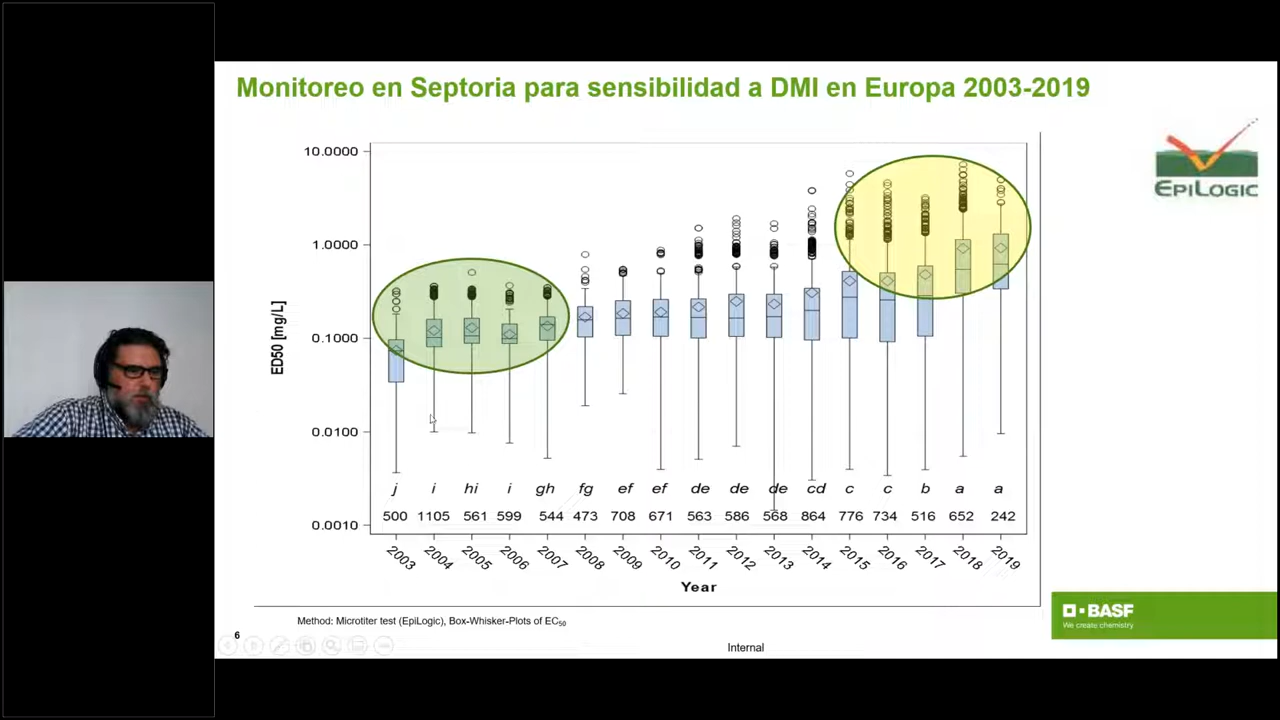 Monitoreo en Septoria para sensibilidad a DMI en Europa 2003-2019
EPILOGIC
10.0000
1.0000
0.1000
0.0100
0.0010
ED50 [mg/L]
j i hi i gh fg ef ef de de de cd c c b a a
500 1105 561 599 544 473 708 671 563 586 568 864 776 734 516 652 242
2003 2004 2005 2006 2007 2008 2009 2010 2011 2012 2013 2014 2015 2016 2017 2018 2019
Year
BASF
We create chemistry
Method: Microtiter test (EpiLogic), Box-Whisker-Plots of EC50
6
Internal